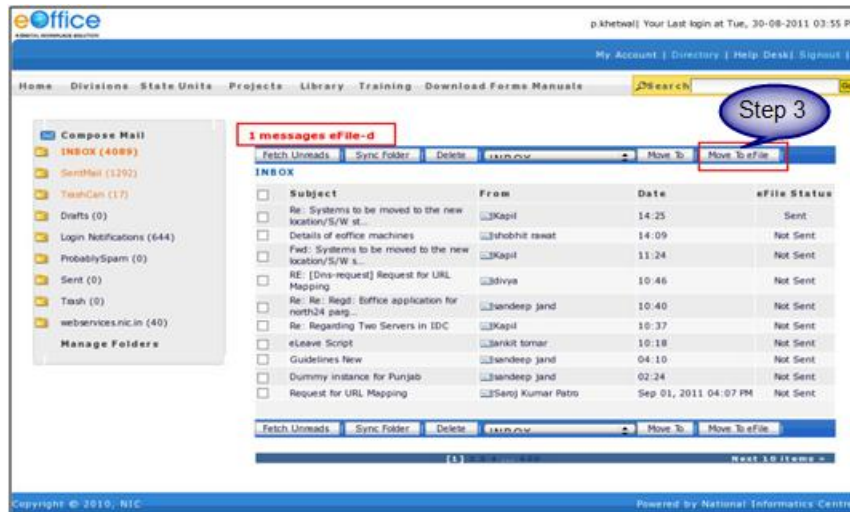 eOffice
A DIGITAL WORKPLACE SOLUTION
p.khetwal| Your Last login at Tue, 30-08-2011 03:55 P
My Account | Directory | Help Desk| Signout |
Home Divisions State Units Projects Library Training Download Forms Manuals Search Go
Step 3
Compose Mail
INBOX (4089)
SentMail (1292)
TrashCan (17)
Drafts (0)
Login Notifications (644)
ProbablySpam (0)
Sent (0)
Trash (0)
webservices.nic.in (40)
Manage Folders
1 messages eFile-d
Fetch Unreads Sync Folder Delete INBOX Move To Move To eFile
INBOX
Subject From Date eFile Status
Re: Systems to be moved to the new location/S/W st... Kapil 14:25 Sent
Details of eoffice machines shobhit rawat 14:09 Not Sent
Fwd: Systems to be moved to the new location/S/W s... Kapil 11:24 Not Sent
RE: [Dns-request] Request for URL Mapping divya 10:46 Not Sent
Re: Re: Regd: Eoffice application for north24 parg... sandeep jand 10:40 Not Sent
Re: Regarding Two Servers in IDC Kapil 10:37 Not Sent
eLeave Script ankit tomar 10:18 Not Sent
Guidelines New sandeep jand 04:10 Not Sent
Dummy instance for Punjab sandeep jand 02:24 Not Sent
Request for URL Mapping Saroj Kumar Patro Sep 01, 2011 04:07 PM Not Sent
Fetch Unreads Sync Folder Delete INBOX Move To Move To eFile
[1] Next 10 items »
Copyright © 2010, NIC Powered by National Informatics Centre